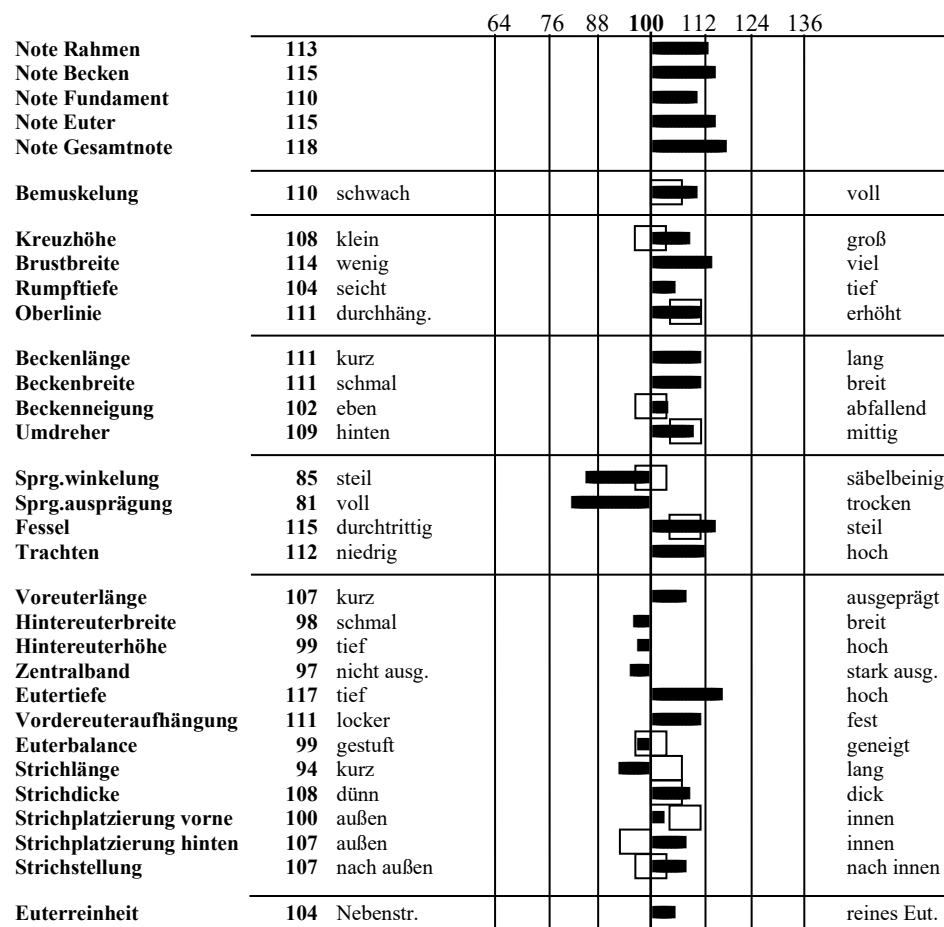 64 76 88 100 112 124 136
Note Rahmen 113
Note Becken 115
Note Fundament 110
Note Euter 115
Note Gesamtnote 118
Bemuskelung 110 schwach voll
Kreuzhöhe 108 klein groß
Brustbreite 114 wenig viel
Rumpftiefe 104 seicht tief
Oberlinie 111 durchhäng. erhöht
Beckenlänge 111 kurz lang
Beckenbreite 111 schmal breit
Beckenneigung 102 eben abfallend
Umdreher 109 hinten mittig
Sprg.winkelung 85 steil säbelbeinig
Sprg.ausprägung 81 voll trocken
Fessel 115 durchtrittig steil
Trachten 112 niedrig hoch
Voreuterlänge 107 kurz ausgeprägt
Hintereuterbreite 98 schmal breit
Hintereuterhöhe 99 tief hoch
Zentralband 97 nicht ausg. stark ausg.
Eutertiefe 117 tief hoch
Vordereuteraufhängung 111 locker fest
Euterbalance 99 gestuft geneigt
Strichlänge 94 kurz lang
Strichdicke 108 dünn dick
Strichplatzierung vorne 100 außen innen
Strichplatzierung hinten 107 außen innen
Strichstellung 107 nach außen nach innen
Euterreinheit 104 Nebenstr. reines Eut.